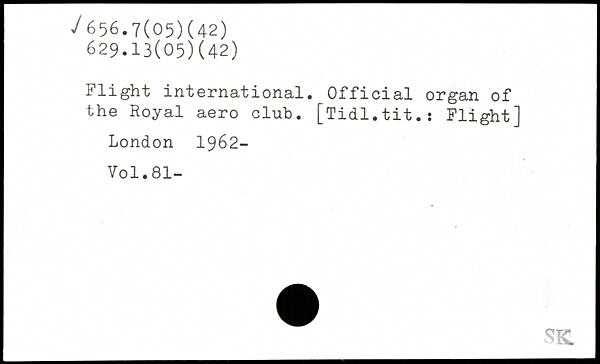 ✓656.7(05)(42)
629.13(05)(42)
Flight international. Official organ of
the Royal aero club. [Tidl.tit.: Flight]
London 1962-
Vol.81-
SK